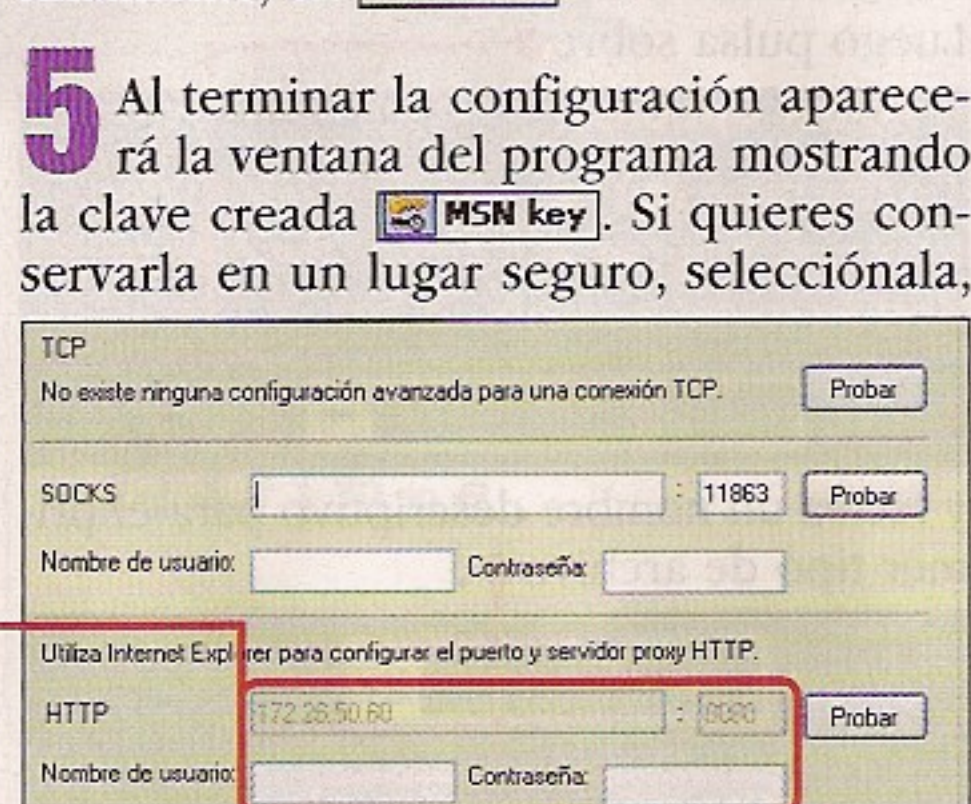 5 Al terminar la configuración aparece-
rá la ventana del programa mostrando
la clave creada MSN key. Si quieres con-
servarla en un lugar seguro, selecciónala,
TCP
No existe ninguna configuración avanzada para una conexión TCP. Probar
SOCKS : 11863 Probar
Nombre de usuario: Contraseña:
Utiliza Internet Explorer para configurar el puerto y servidor proxy HTTP.
HTTP 172.26.50.60 : 8080 Probar
Nombre de usuario: Contraseña: